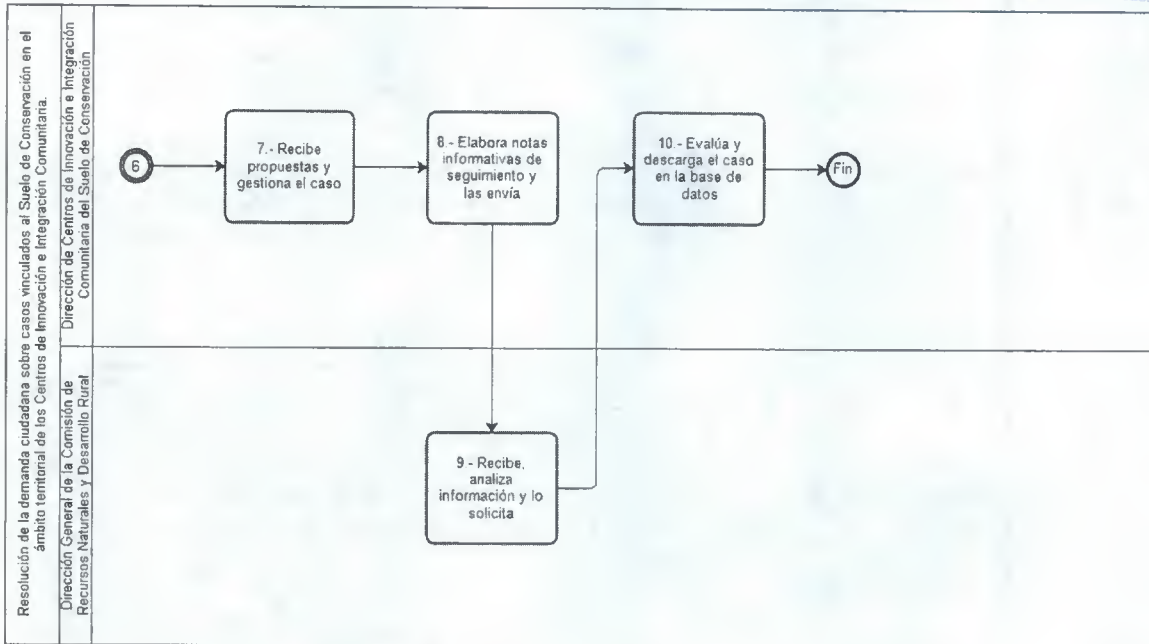 Resolución de la demanda ciudadana sobre casos vinculados al Suelo de Conservación en el
ámbito territorial de los Centros de Innovación e Integración Comunitaria.
Dirección de Centros de Innovación e Integración
Comunitaria del Suelo de Conservación
6
7.- Recibe
propuestas y
gestiona el caso
8.- Elabora notas
informativas de
seguimiento y
las envía
10.- Evalúa y
descarga el caso
en la base de
datos
Fin
Dirección General de la Comisión de
Recursos Naturales y Desarrollo Rural
9.- Recibe,
analiza
información y lo
solicita